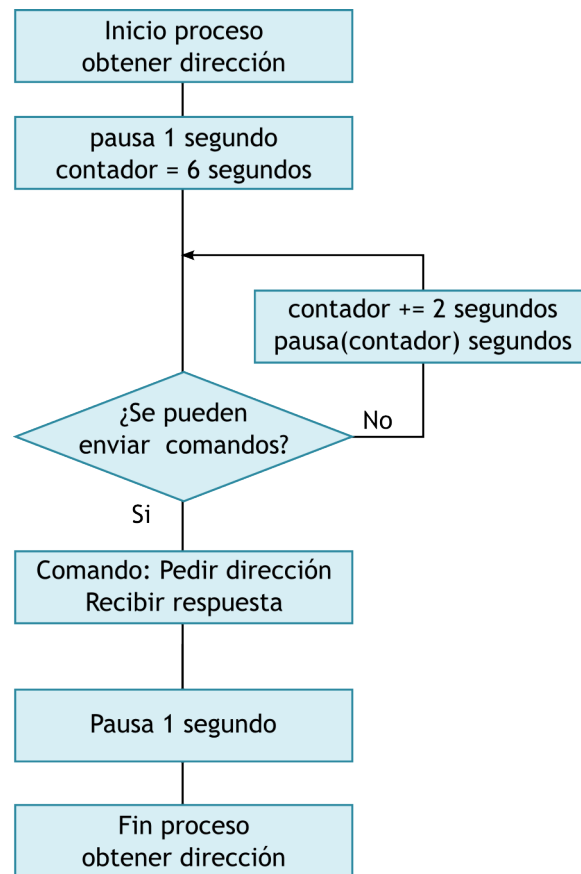 Inicio proceso
obtener dirección
pausa 1 segundo
contador = 6 segundos
contador += 2 segundos
pausa(contador) segundos
¿Se pueden
enviar comandos?
No
Si
Comando: Pedir dirección
Recibir respuesta
Pausa 1 segundo
Fin proceso
obtener dirección